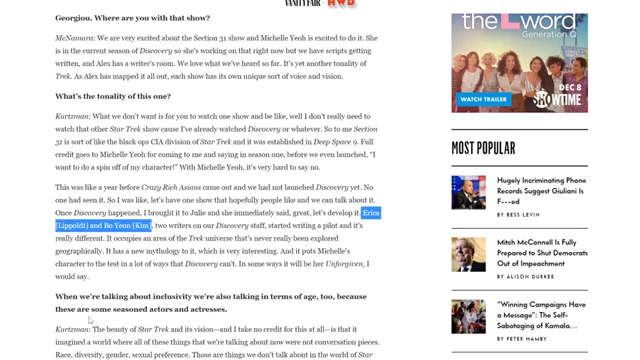 VANITY FAIR HWD
Georgiou. Where are you with that show?
McNamara: We are very excited about the Section 31 show and Michelle Yeoh is excited to do it. She
is in the current season of Discovery so she's working on that right now but we have scripts getting
written, and Alex has a writer's room. We love what we've heard so far. It's yet another tonality of
Trek. As Alex has mapped it all out, each show has its own unique sort of voice and vision.
What's the tonality of this one?
Kurtzman: What we don't want is for you to watch one show and be like, well I don't really need to
watch that other Star Trek show cause I've already watched Discovery or whatever. So to me Section
31 is sort of like the black ops CIA division of Star Trek and it was established in Deep Space 9. Full
credit goes to Michelle Yeoh for coming to me and saying in season one, before we even launched, "I
want to do a spin off of my character!" With Michelle Yeoh, it's very hard to say no.
This was like a year before Crazy Rich Asians came out and we had not launched Discovery yet. No
one had seen it. So I was like, let's have one show that hopefully people like and we can talk about it.
Once Discovery happened, I brought it to Julie and she immediately said, great, let's develop it. Erica
[Lippoldt] and Bo Yeon [Kim], two writers on our Discovery staff, started writing a pilot and it's
really different. It occupies an area of the Trek universe that's never really been explored
geographically. It has a new mythology to it, which is very interesting. And it puts Michelle's
character to the test in a lot of ways that Discovery can't. In some ways it will be her Unforgiven, I
would say.
When we're talking about inclusivity we're also talking in terms of age, too, because
these are some seasoned actors and actresses.
Kurtzman: The beauty of Star Trek and its vision—and I take no credit for this at all—is that it
imagined a world where all of these things that we're talking about now were not conversation pieces.
Race, diversity, gender, sexual preference. Those are things we don't talk about in the world of Star
the L Word
GENERATION Q
WATCH TRAILER
DEC 8
SHOWTIME
MOST POPULAR
Hugely Incriminating Phone
Records Suggest Giuliani Is
F---ed
BY BESS LEVIN
Mitch McConnell Is Fully
Prepared to Shut Democrats
Out of Impeachment
BY ALISON DURKEE
"Winning Campaigns Have
a Message": The Self-
Sabotaging of Kamala
BY PETER HAMBY